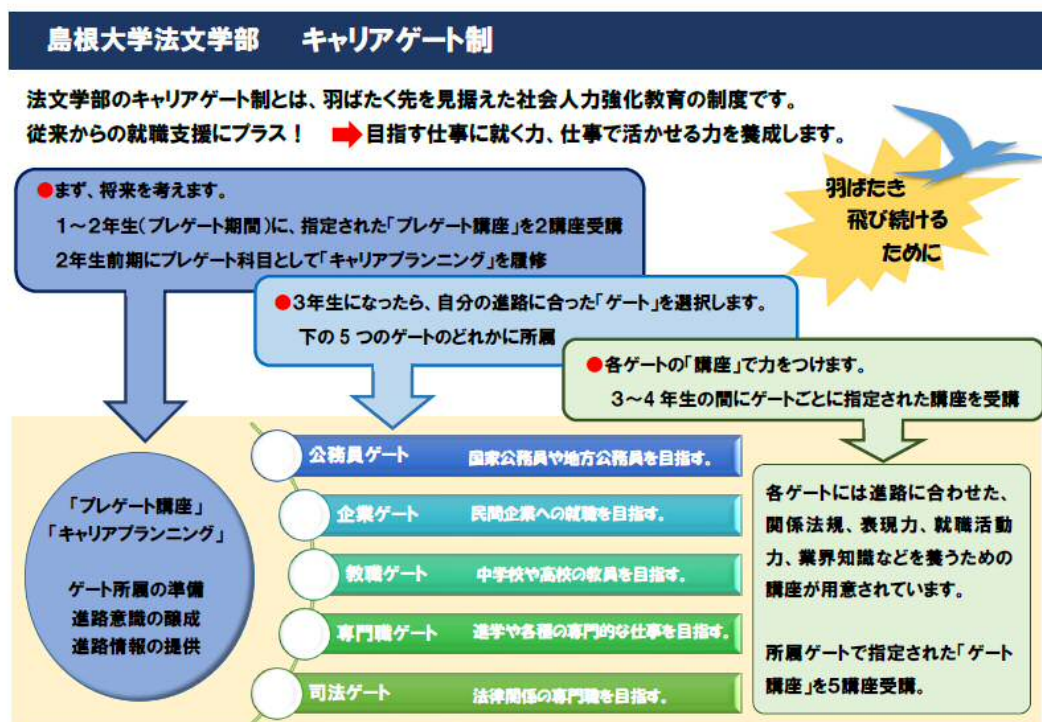 島根大学法文学部　キャリアゲート制
法文学部のキャリアゲート制とは、羽ばたく先を見据えた社会人力強化教育の制度です。
従来からの就職支援にプラス！　目指す仕事に就く力、仕事で活かせる力を養成します。
羽ばたき
飛び続ける
ために
●まず、将来を考えます。
1～2年生（プレゲート期間）に、指定された「プレゲート講座」を2講座受講
2年生前期にプレゲート科目として「キャリアプランニング」を履修
●3年生になったら、自分の進路に合った「ゲート」を選択します。
下の5つのゲートのどれかに所属
●各ゲートの「講座」で力をつけます。
3～4年生の間にゲートごとに指定された講座を受講
「プレゲート講座」
「キャリアプランニング」
ゲート所属の準備
進路意識の醸成
進路情報の提供
公務員ゲート　国家公務員や地方公務員を目指す。
企業ゲート　民間企業への就職を目指す。
教職ゲート　中学校や高校の教員を目指す。
専門職ゲート　進学や各種の専門的な仕事を目指す。
司法ゲート　法律関係の専門職を目指す。
各ゲートには進路に合わせた、
関係法規、表現力、就職活動
力、業界知識などを養うための
講座が用意されています。
所属ゲートで指定された「ゲート
講座」を5講座受講。